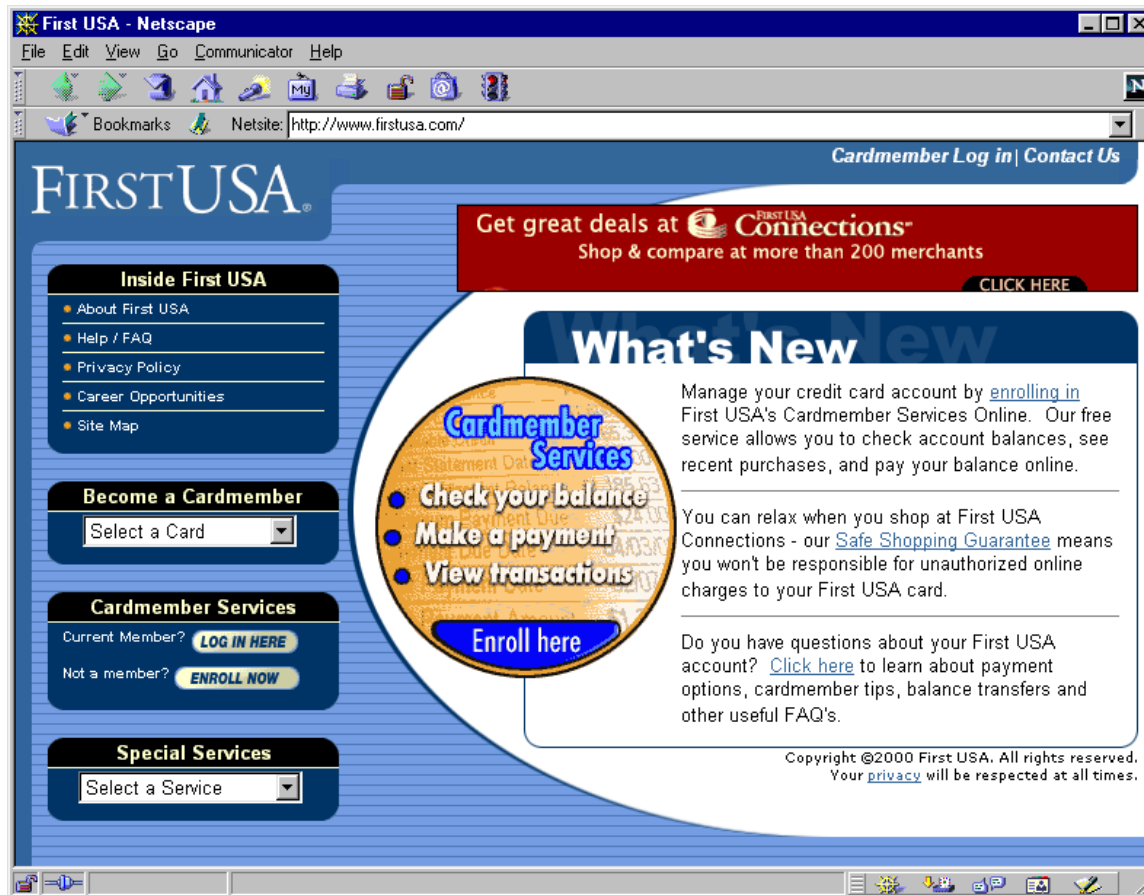 First USA - Netscape
File Edit View Go Communicator Help
My
N
Bookmarks Netsite: http://www.firstusa.com/
Cardmember Log in | Contact Us
FIRST USA®
Get great deals at FIRST USA Connections
Shop & compare at more than 200 merchants
CLICK HERE
Inside First USA
About First USA
Help / FAQ
Privacy Policy
Career Opportunities
Site Map
Become a Cardmember
Select a Card
Cardmember Services
Current Member? LOG IN HERE
Not a member? ENROLL NOW
Special Services
Select a Service
What's New
Cardmember
Services
Check your balance
Make a payment
View transactions
Enroll here
Manage your credit card account by enrolling in
First USA's Cardmember Services Online. Our free
service allows you to check account balances, see
recent purchases, and pay your balance online.
You can relax when you shop at First USA
Connections - our Safe Shopping Guarantee means
you won't be responsible for unauthorized online
charges to your First USA card.
Do you have questions about your First USA
account? Click here to learn about payment
options, cardmember tips, balance transfers and
other useful FAQ's.
Copyright ©2000 First USA. All rights reserved.
Your privacy will be respected at all times.